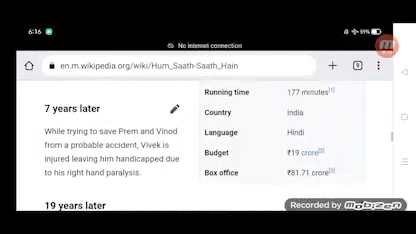 6:16
59%
No internet connection
en.m.wikipedia.org/wiki/Hum_Saath-Saath_Hain
9
Running time 177 minutes[1]
7 years later
Country India
While trying to save Prem and Vinod
Language Hindi
from a probable accident, Vivek is
Budget ₹19 crore[2]
injured leaving him handicapped due
to his right hand paralysis.
Box office ₹81.71 crore[3]
19 years later
Recorded by MOBIZEN